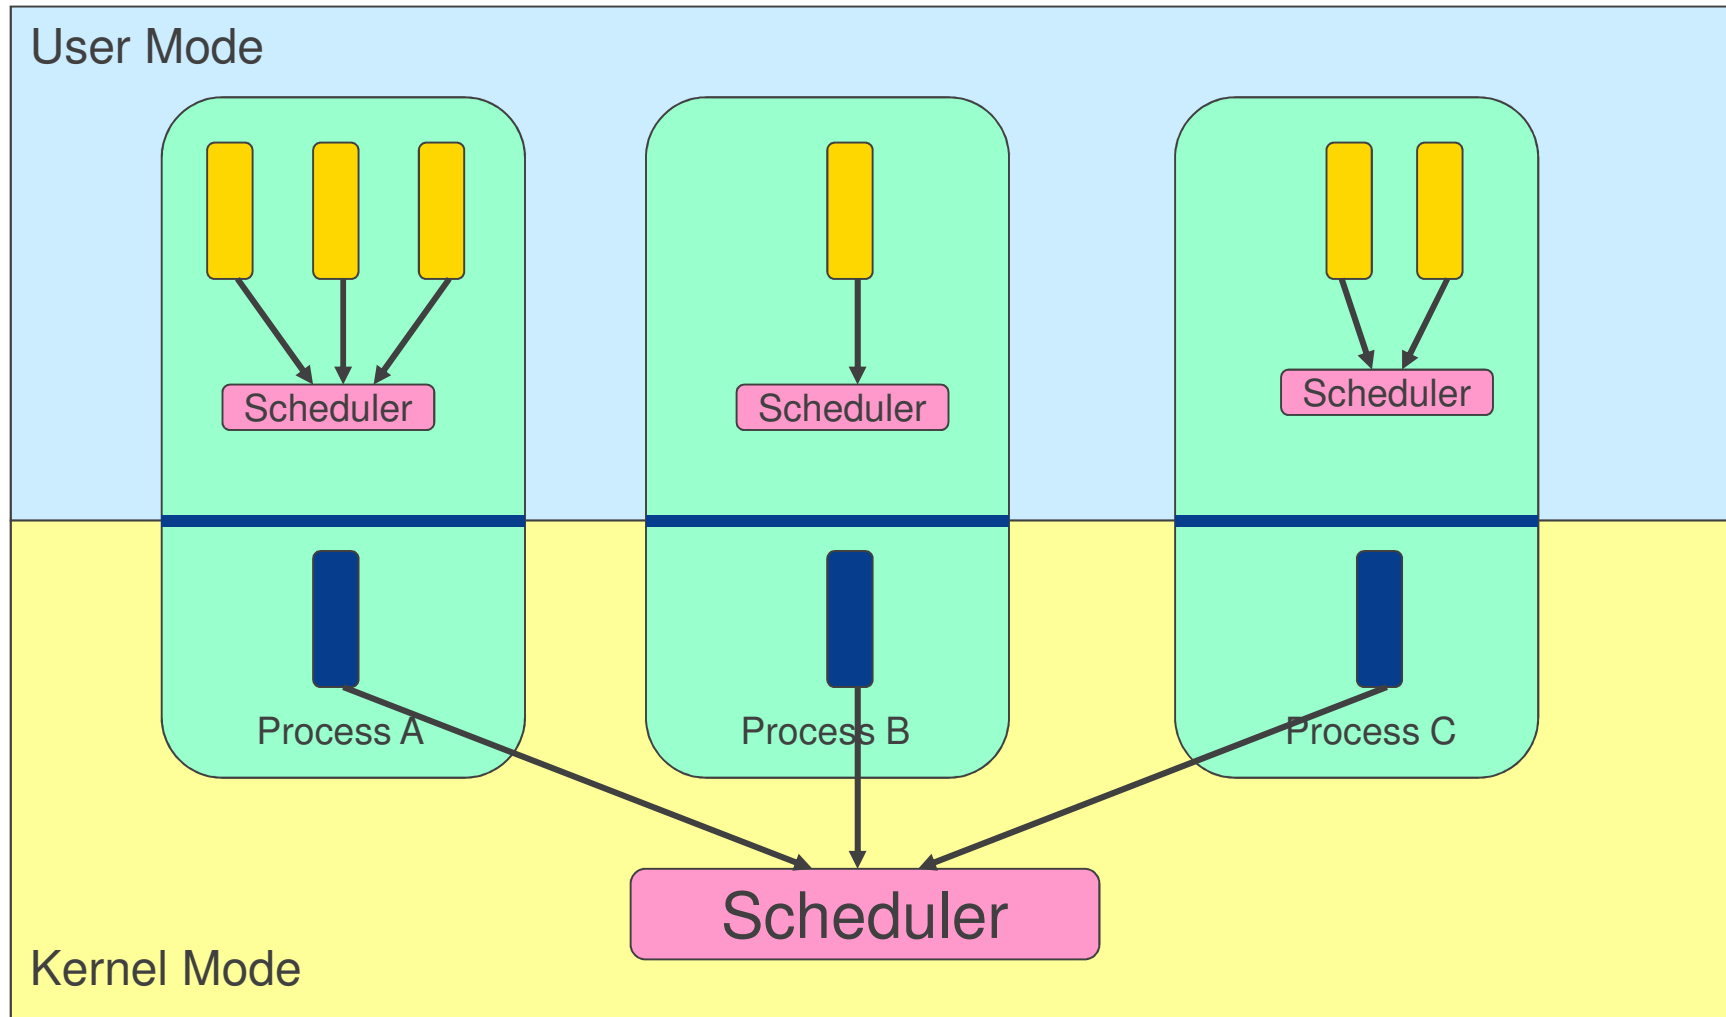 User Mode
Scheduler
Scheduler
Scheduler
Process A
Process B
Process C
Scheduler
Kernel Mode